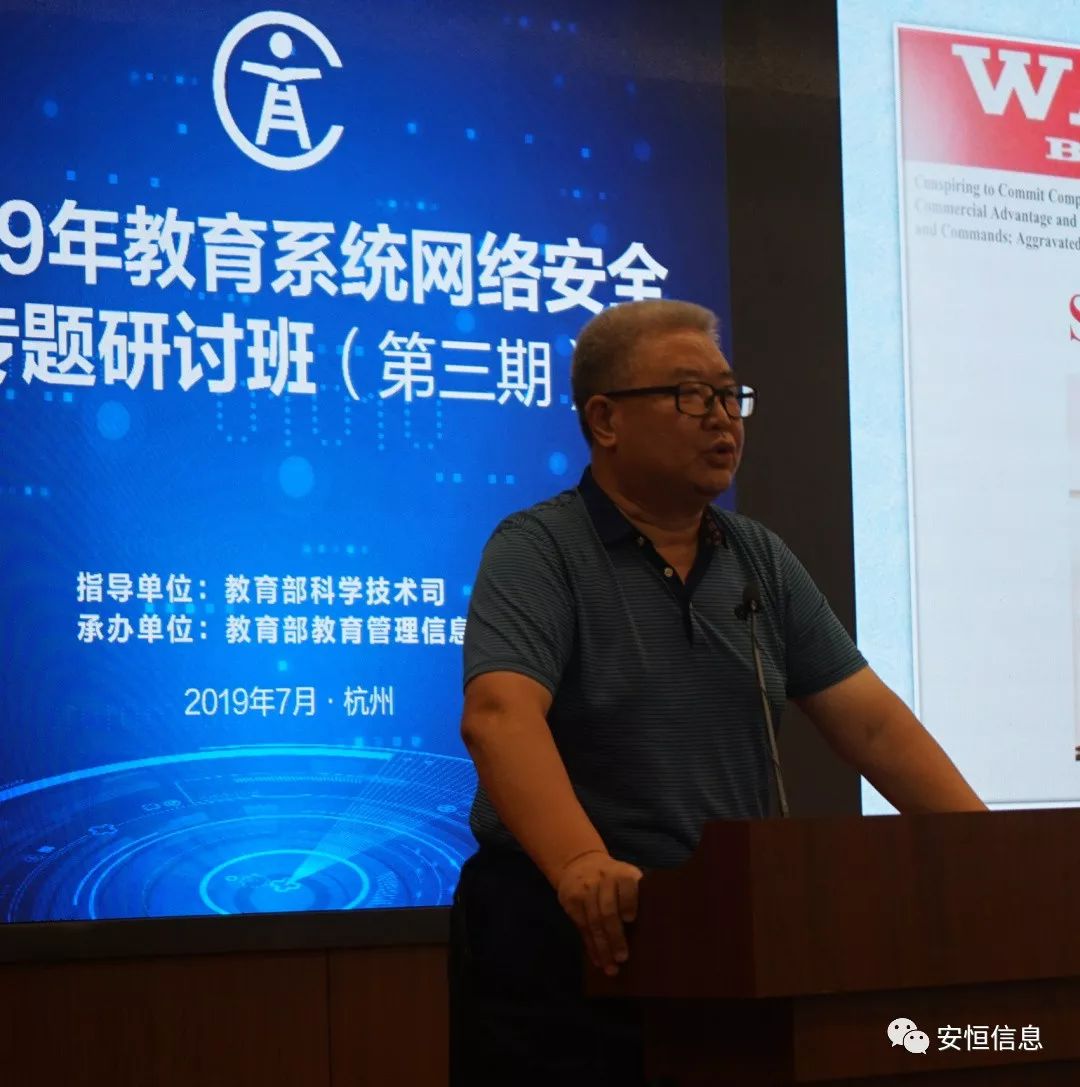 9年教育系统网络安全
专题研讨班（第三期）
指导单位：教育部科学技术司
承办单位：教育部教育管理信息
2019年7月·杭州
W
B
Conspiring to Commit Comp
Commercial Advantage and
and Commands; Aggravated
S
安恒信息